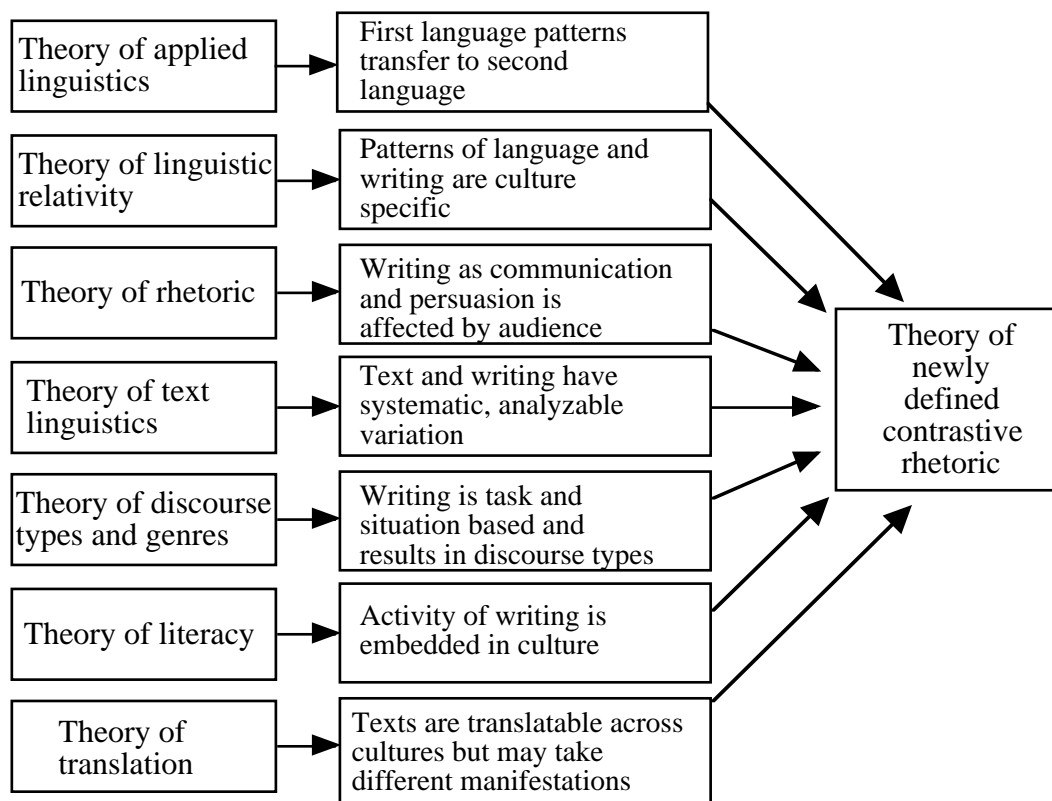 Theory of applied
linguistics
First language patterns
transfer to second
language
Theory of linguistic
relativity
Patterns of language and
writing are culture
specific
Theory of rhetoric
Writing as communication
and persuasion is
affected by audience
Theory of text
linguistics
Text and writing have
systematic, analyzable
variation
Theory of discourse
types and genres
Writing is task and
situation based and
results in discourse types
Theory of literacy
Activity of writing is
embedded in culture
Theory of
translation
Texts are translatable across
cultures but may take
different manifestations
Theory of
newly
defined
contrastive
rhetoric